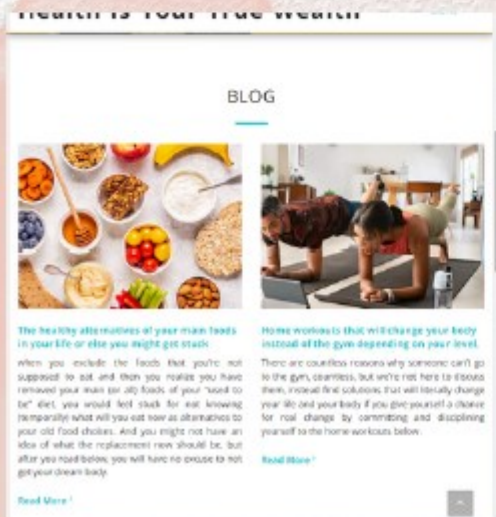 Health is Your True Wealth
BLOG
The healthy alternatives of your main foods
in your life or else you might get stuck
when you exclude the foods that you're not
supposed to eat and then you realize you have
removed your main (or all) foods of your "used to
be" diet, you would feel stuck for not knowing
(temporarily) what will you eat now as alternatives to
your old food choices. And you might not have an
idea of what the replacement now should be, but
after you read below, you will have no excuse to not
get your dream body.
Read More
Home workouts that will change your body
instead of the gym depending on your level.
There are countless reasons why someone can't go
to the gym, countless, but we're not here to discuss
them, instead find solutions that will literally change
your life and your body if you give yourself a chance
for real change by committing and disciplining
yourself to the home workouts below.
Read More